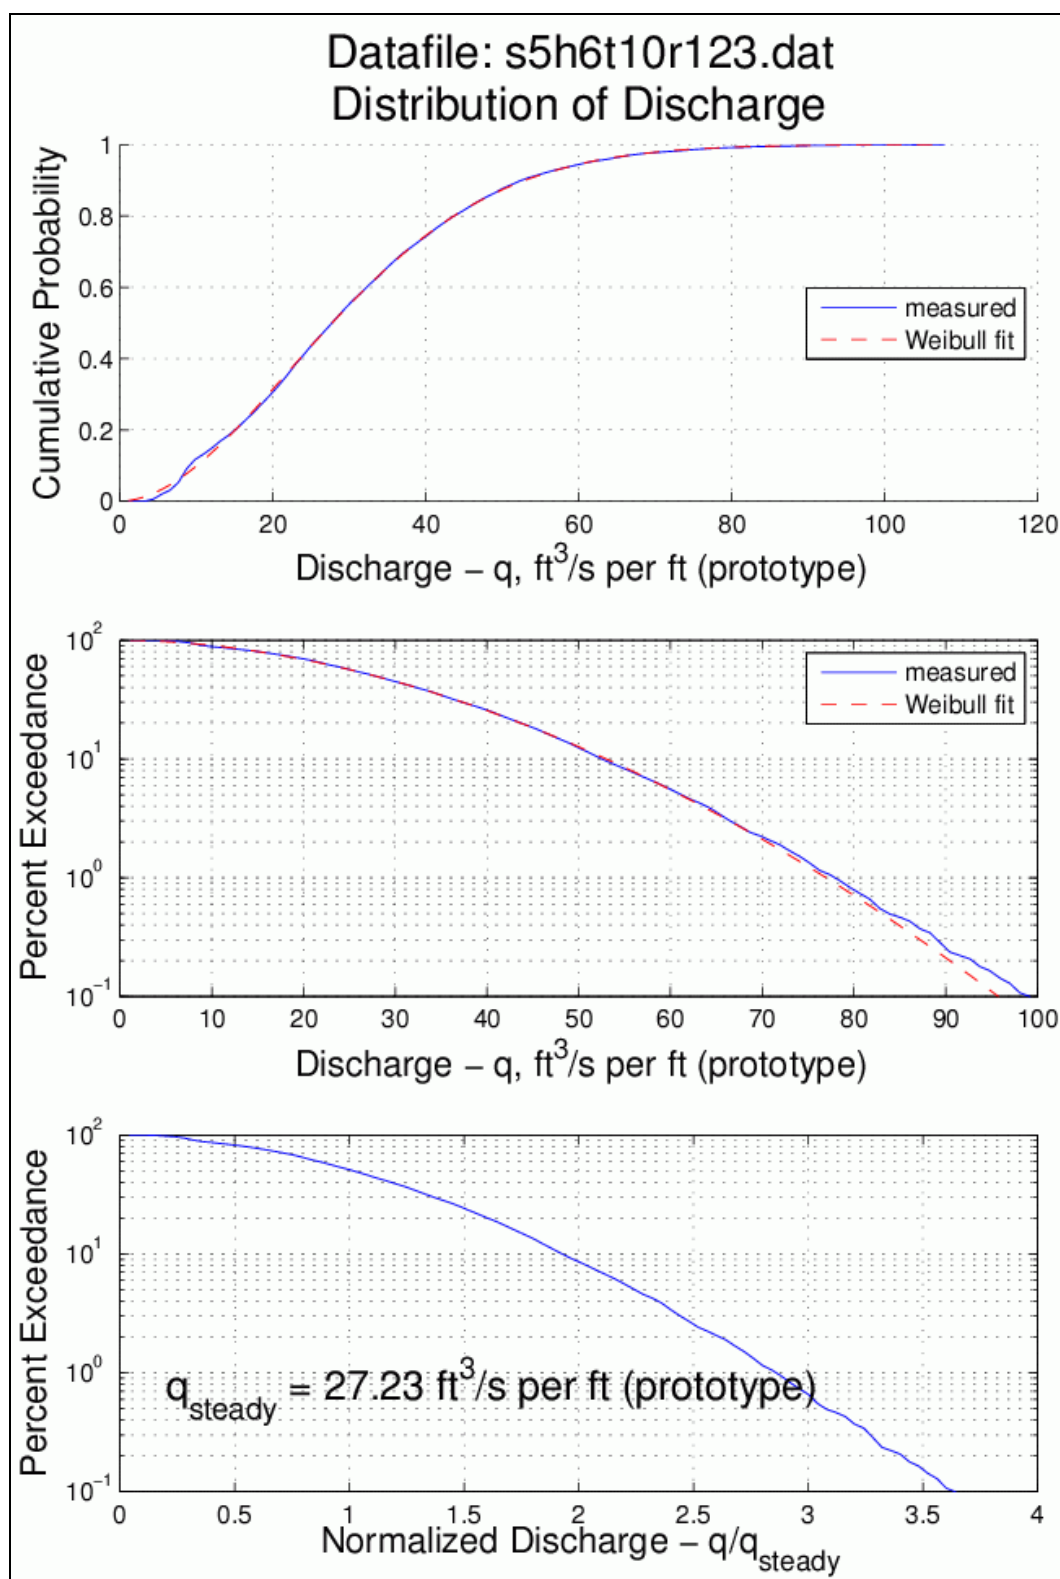 Datafile: s5h6t10r123.dat
Distribution of Discharge
Cumulative Probability
1
0.8
0.6
0.4
0.2
0
measured
Weibull fit
0 20 40 60 80 100 120
Discharge – q, ft³/s per ft (prototype)
Percent Exceedance
10²
10¹
10⁰
10⁻¹
measured
Weibull fit
0 10 20 30 40 50 60 70 80 90 100
Discharge – q, ft³/s per ft (prototype)
Percent Exceedance
10²
10¹
10⁰
10⁻¹
q_steady = 27.23 ft³/s per ft (prototype)
0 0.5 1 1.5 2 2.5 3 3.5 4
Normalized Discharge – q/q_steady